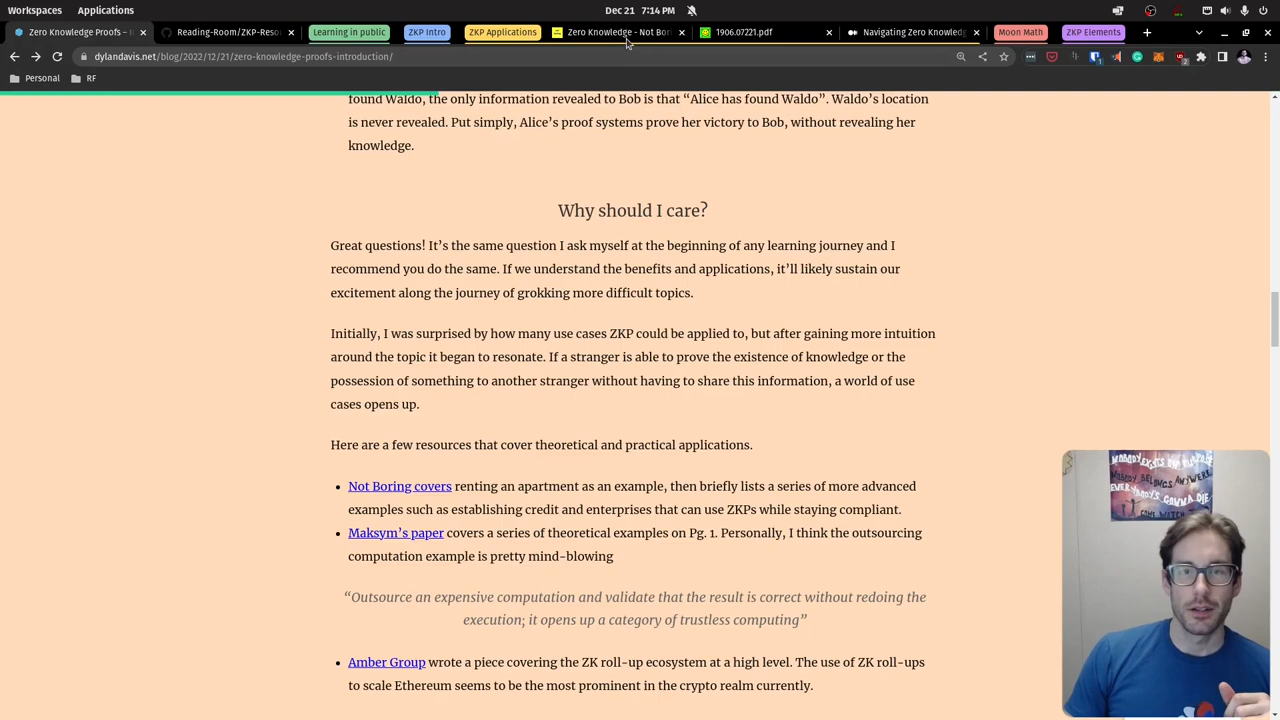 Workspaces Applications Dec 21 7:14 PM
Zero Knowledge Proofs – Reading-Room/ZKP-Reso Learning in public ZKP Intro ZKP Applications Zero Knowledge - Not Bori 1906.07221.pdf Navigating Zero Knowledg Moon Math ZKP Elements
dylandavis.net/blog/2022/12/21/zero-knowledge-proofs-introduction/
Personal RF
found Waldo, the only information revealed to Bob is that “Alice has found Waldo”. Waldo’s location
is never revealed. Put simply, Alice’s proof systems prove her victory to Bob, without revealing her
knowledge.
Why should I care?
Great questions! It’s the same question I ask myself at the beginning of any learning journey and I
recommend you do the same. If we understand the benefits and applications, it’ll likely sustain our
excitement along the journey of grokking more difficult topics.
Initially, I was surprised by how many use cases ZKP could be applied to, but after gaining more intuition
around the topic it began to resonate. If a stranger is able to prove the existence of knowledge or the
possession of something to another stranger without having to share this information, a world of use
cases opens up.
Here are a few resources that cover theoretical and practical applications.
Not Boring covers renting an apartment as an example, then briefly lists a series of more advanced
examples such as establishing credit and enterprises that can use ZKPs while staying compliant.
Maksym’s paper covers a series of theoretical examples on Pg. 1. Personally, I think the outsourcing
computation example is pretty mind-blowing
“Outsource an expensive computation and validate that the result is correct without redoing the
execution; it opens up a category of trustless computing”
Amber Group wrote a piece covering the ZK roll-up ecosystem at a high level. The use of ZK roll-ups
to scale Ethereum seems to be the most prominent in the crypto realm currently.
NOBODY EXISTS ON PURPOSE
NOBODY BELONGS ANYWHERE
EVERYBODY'S GONNA DIE
COME WATCH